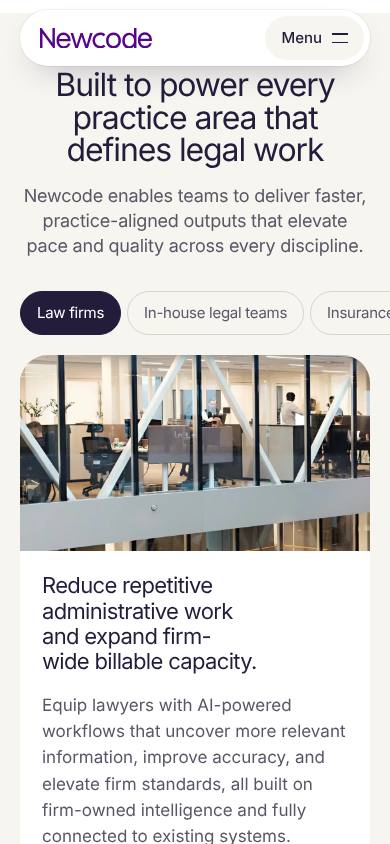 Newcode
Menu
Built to power every
practice area that
defines legal work
Newcode enables teams to deliver faster,
practice-aligned outputs that elevate
pace and quality across every discipline.
Law firms
In-house legal teams
Insurance
Reduce repetitive
administrative work
and expand firm-
wide billable capacity.
Equip lawyers with AI-powered
workflows that uncover more relevant
information, improve accuracy, and
elevate firm standards, all built on
firm-owned intelligence and fully
connected to existing systems.